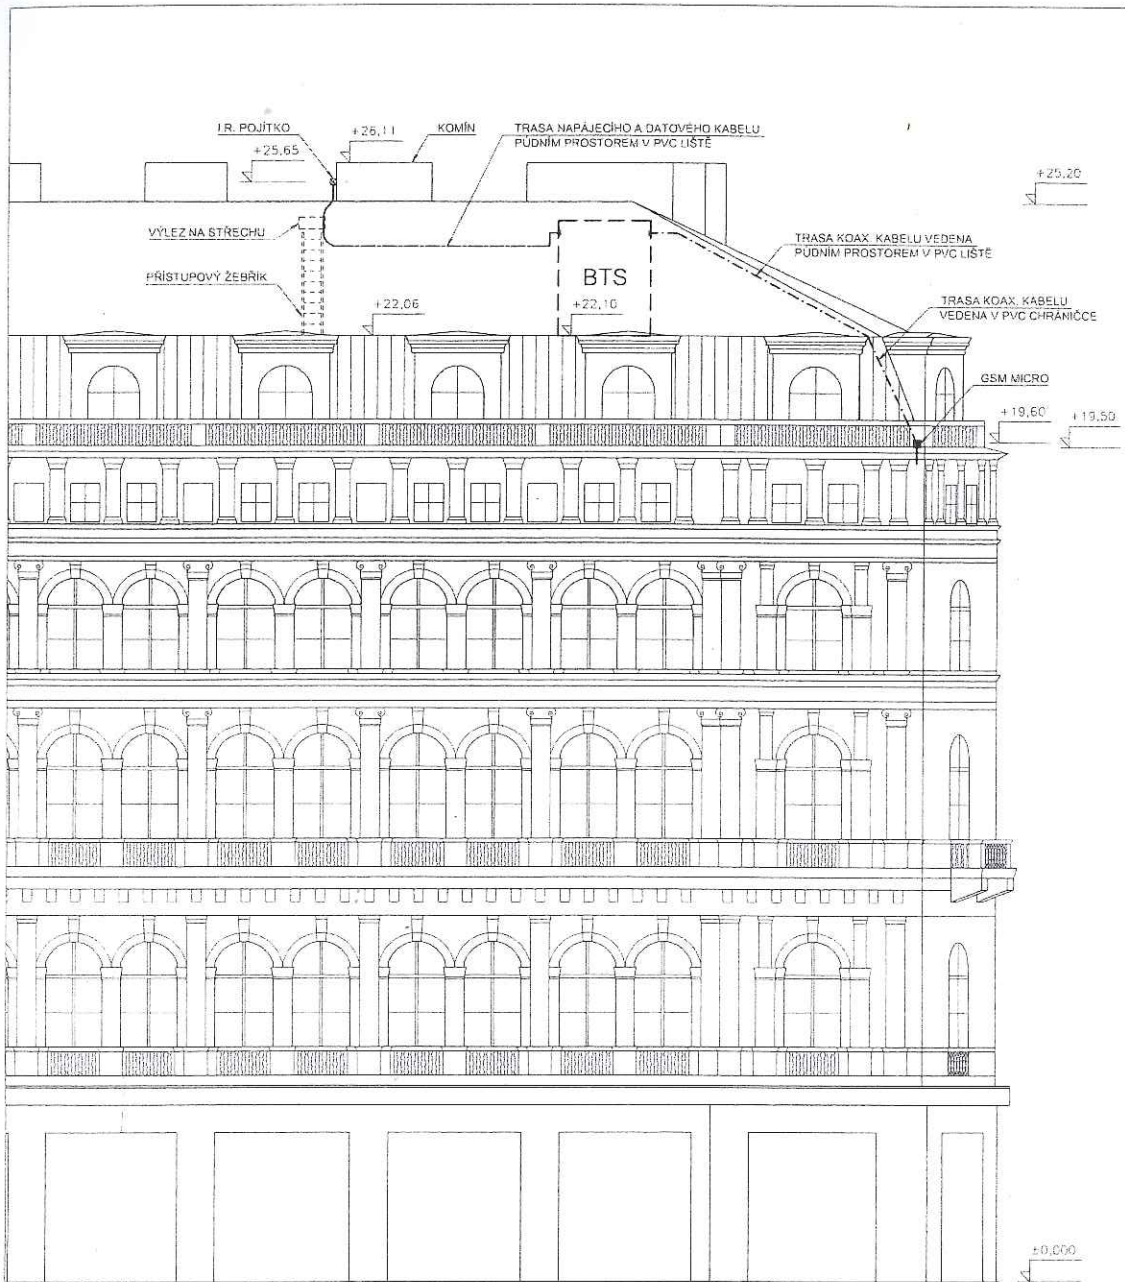 I.R. POJÍTKO
+26,11
KOMÍN
TRASA NAPÁJECÍHO A DATOVÉHO KABELU
PŮDNÍM PROSTOREM V PVC LIŠTĚ
+25,65
+25,20
VÝLEZ NA STŘECHU
TRASA KOAX. KABELU VEDENA
PŮDNÍM PROSTOREM V PVC LIŠTĚ
PŘÍSTUPOVÝ ŽEBŘÍK
BTS
+22,06
+22,10
TRASA KOAX. KABELU
VEDENA V PVC CHRÁNIČCE
GSM MICRO
+19,60
+19,50
±0,000